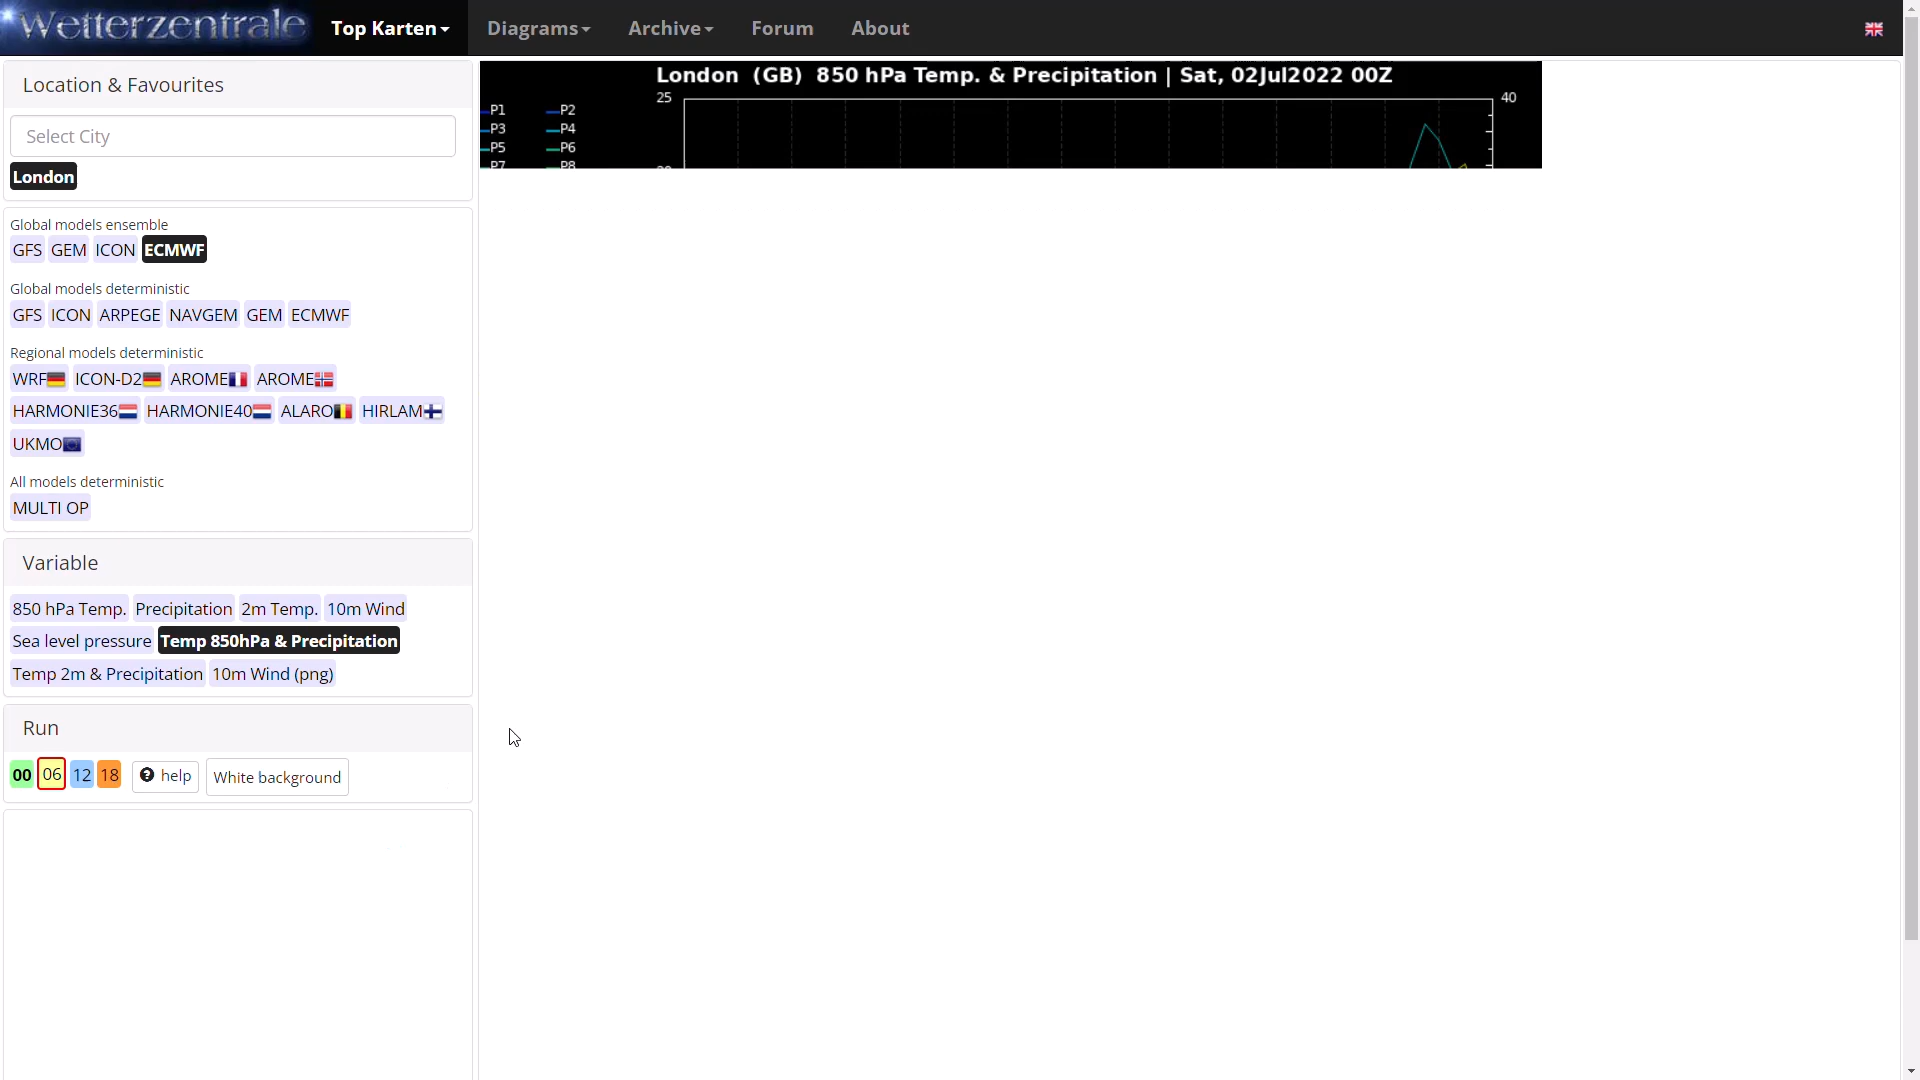 Wetterzentrale Top Karten Diagrams Archive Forum About
Location & Favourites
Select City
London
Global models ensemble
GFS GEM ICON ECMWF
Global models deterministic
GFS ICON ARPEGE NAVGEM GEM ECMWF
Regional models deterministic
WRF ICON-D2 AROME AROME
HARMONIE36 HARMONIE40 ALARO HIRLAM
UKMO
All models deterministic
MULTI OP
Variable
850 hPa Temp. Precipitation 2m Temp. 10m Wind
Sea level pressure Temp 850hPa & Precipitation
Temp 2m & Precipitation 10m Wind (png)
Run
00 06 12 18 help White background
London (GB) 850 hPa Temp. & Precipitation | Sat, 02Jul2022 00Z
25 40
P1 P2
P3 P4
P5 P6
P7 P8